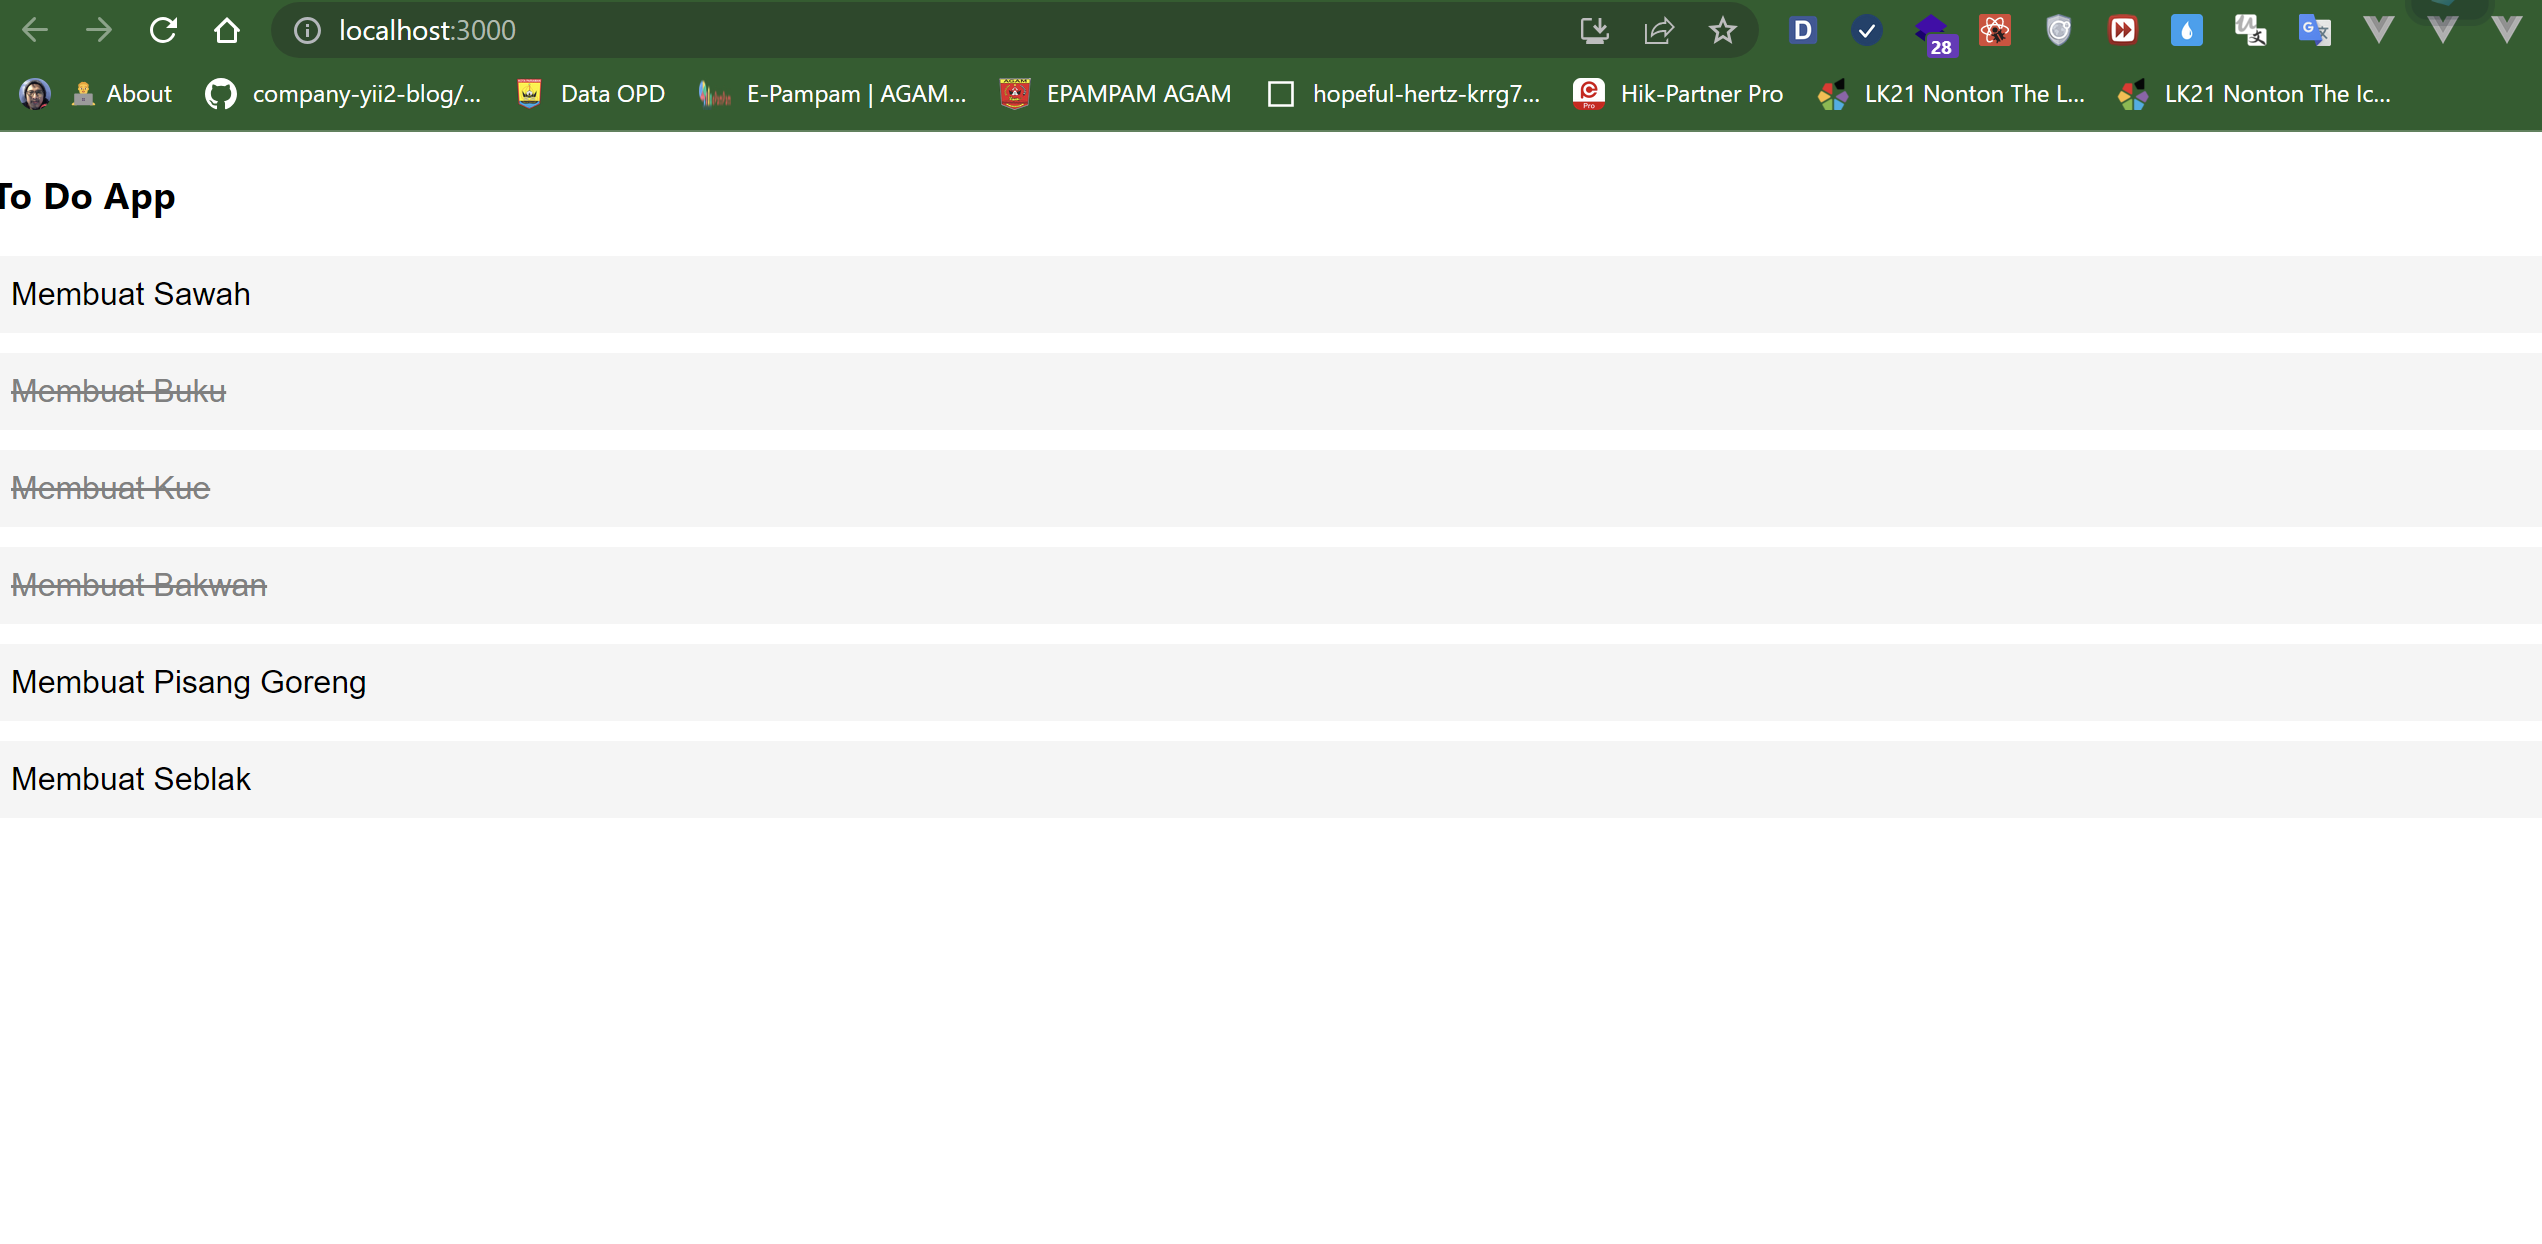 localhost:3000
28
About company-yii2-blog/... Data OPD E-Pampam | AGAM... EPAMPAM AGAM hopeful-hertz-krrg7... Hik-Partner Pro LK21 Nonton The L... LK21 Nonton The Ic...
To Do App
Membuat Sawah
Membuat Buku
Membuat Kue
Membuat Bakwan
Membuat Pisang Goreng
Membuat Seblak